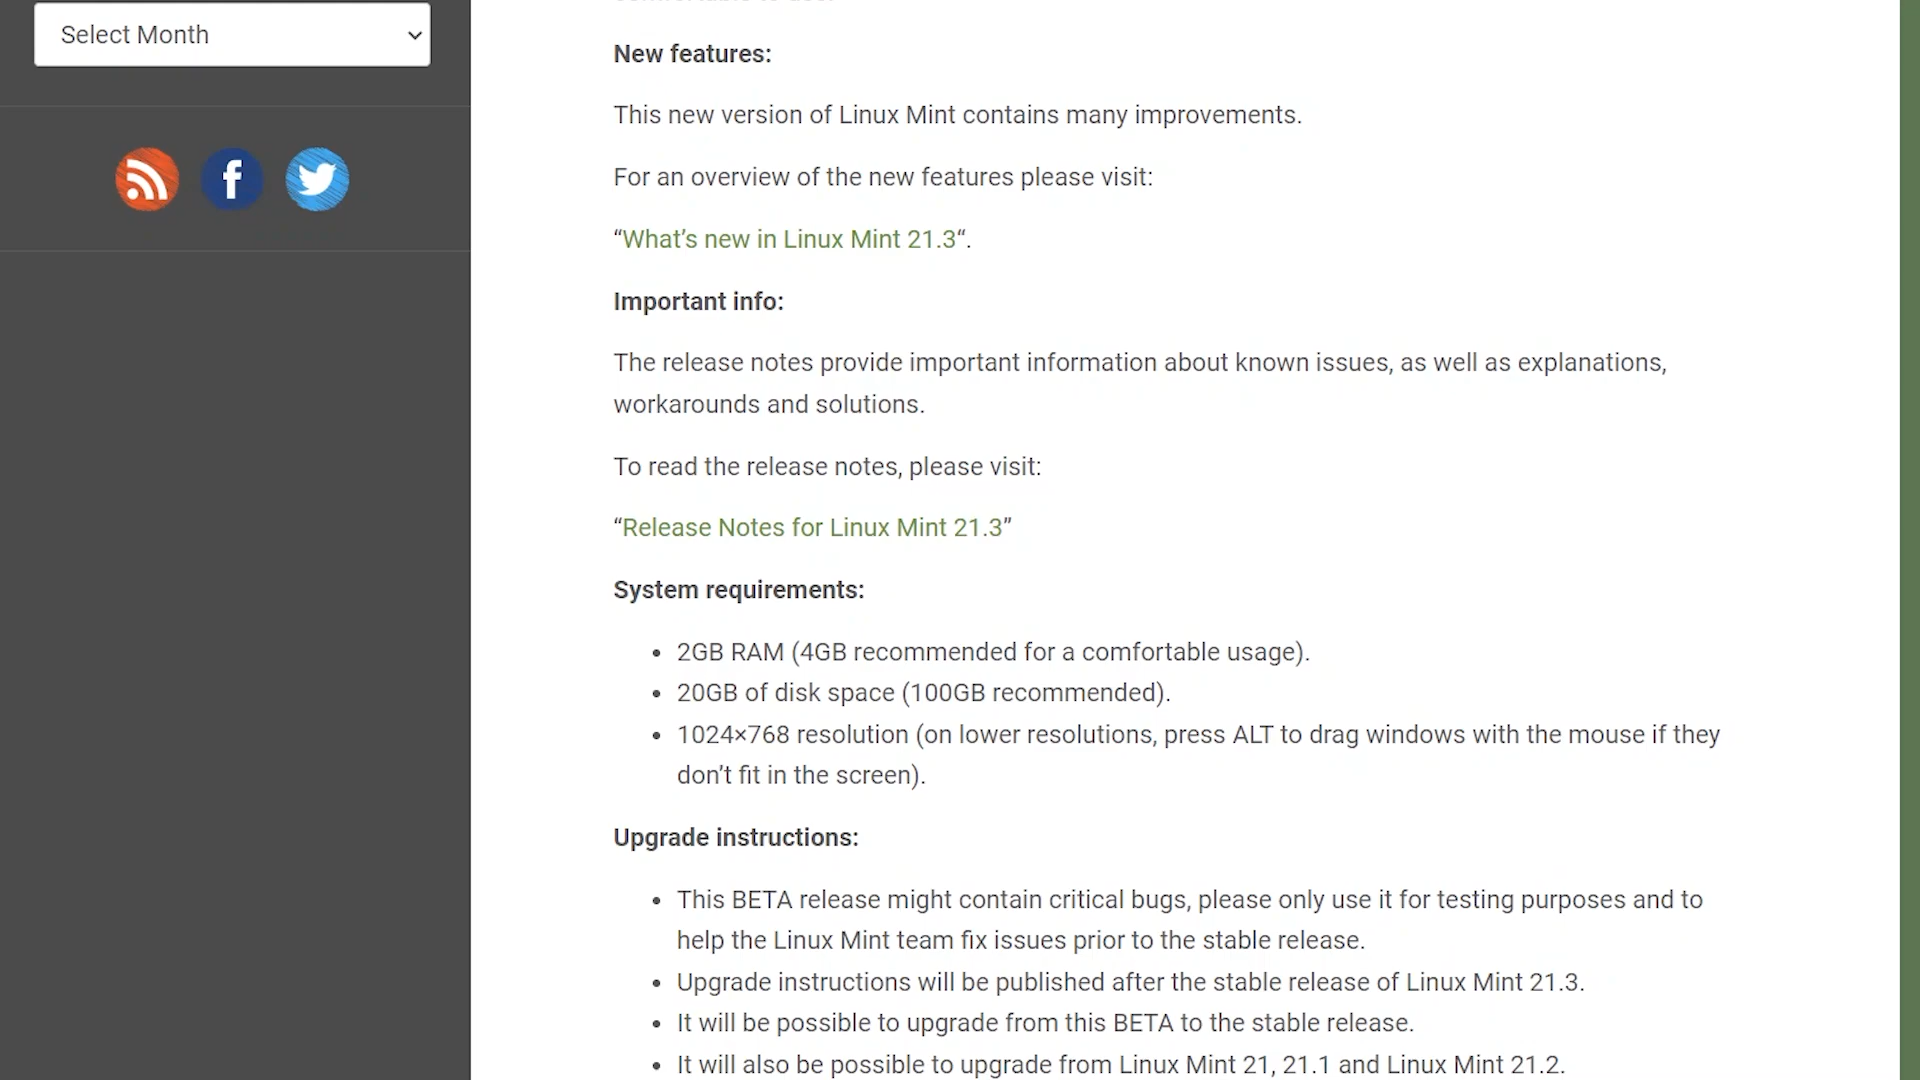 Select Month
New features:
This new version of Linux Mint contains many improvements.
For an overview of the new features please visit:
“What’s new in Linux Mint 21.3“.
Important info:
The release notes provide important information about known issues, as well as explanations,
workarounds and solutions.
To read the release notes, please visit:
“Release Notes for Linux Mint 21.3”
System requirements:
• 2GB RAM (4GB recommended for a comfortable usage).
• 20GB of disk space (100GB recommended).
• 1024×768 resolution (on lower resolutions, press ALT to drag windows with the mouse if they
don’t fit in the screen).
Upgrade instructions:
• This BETA release might contain critical bugs, please only use it for testing purposes and to
help the Linux Mint team fix issues prior to the stable release.
• Upgrade instructions will be published after the stable release of Linux Mint 21.3.
• It will be possible to upgrade from this BETA to the stable release.
• It will also be possible to upgrade from Linux Mint 21, 21.1 and Linux Mint 21.2.